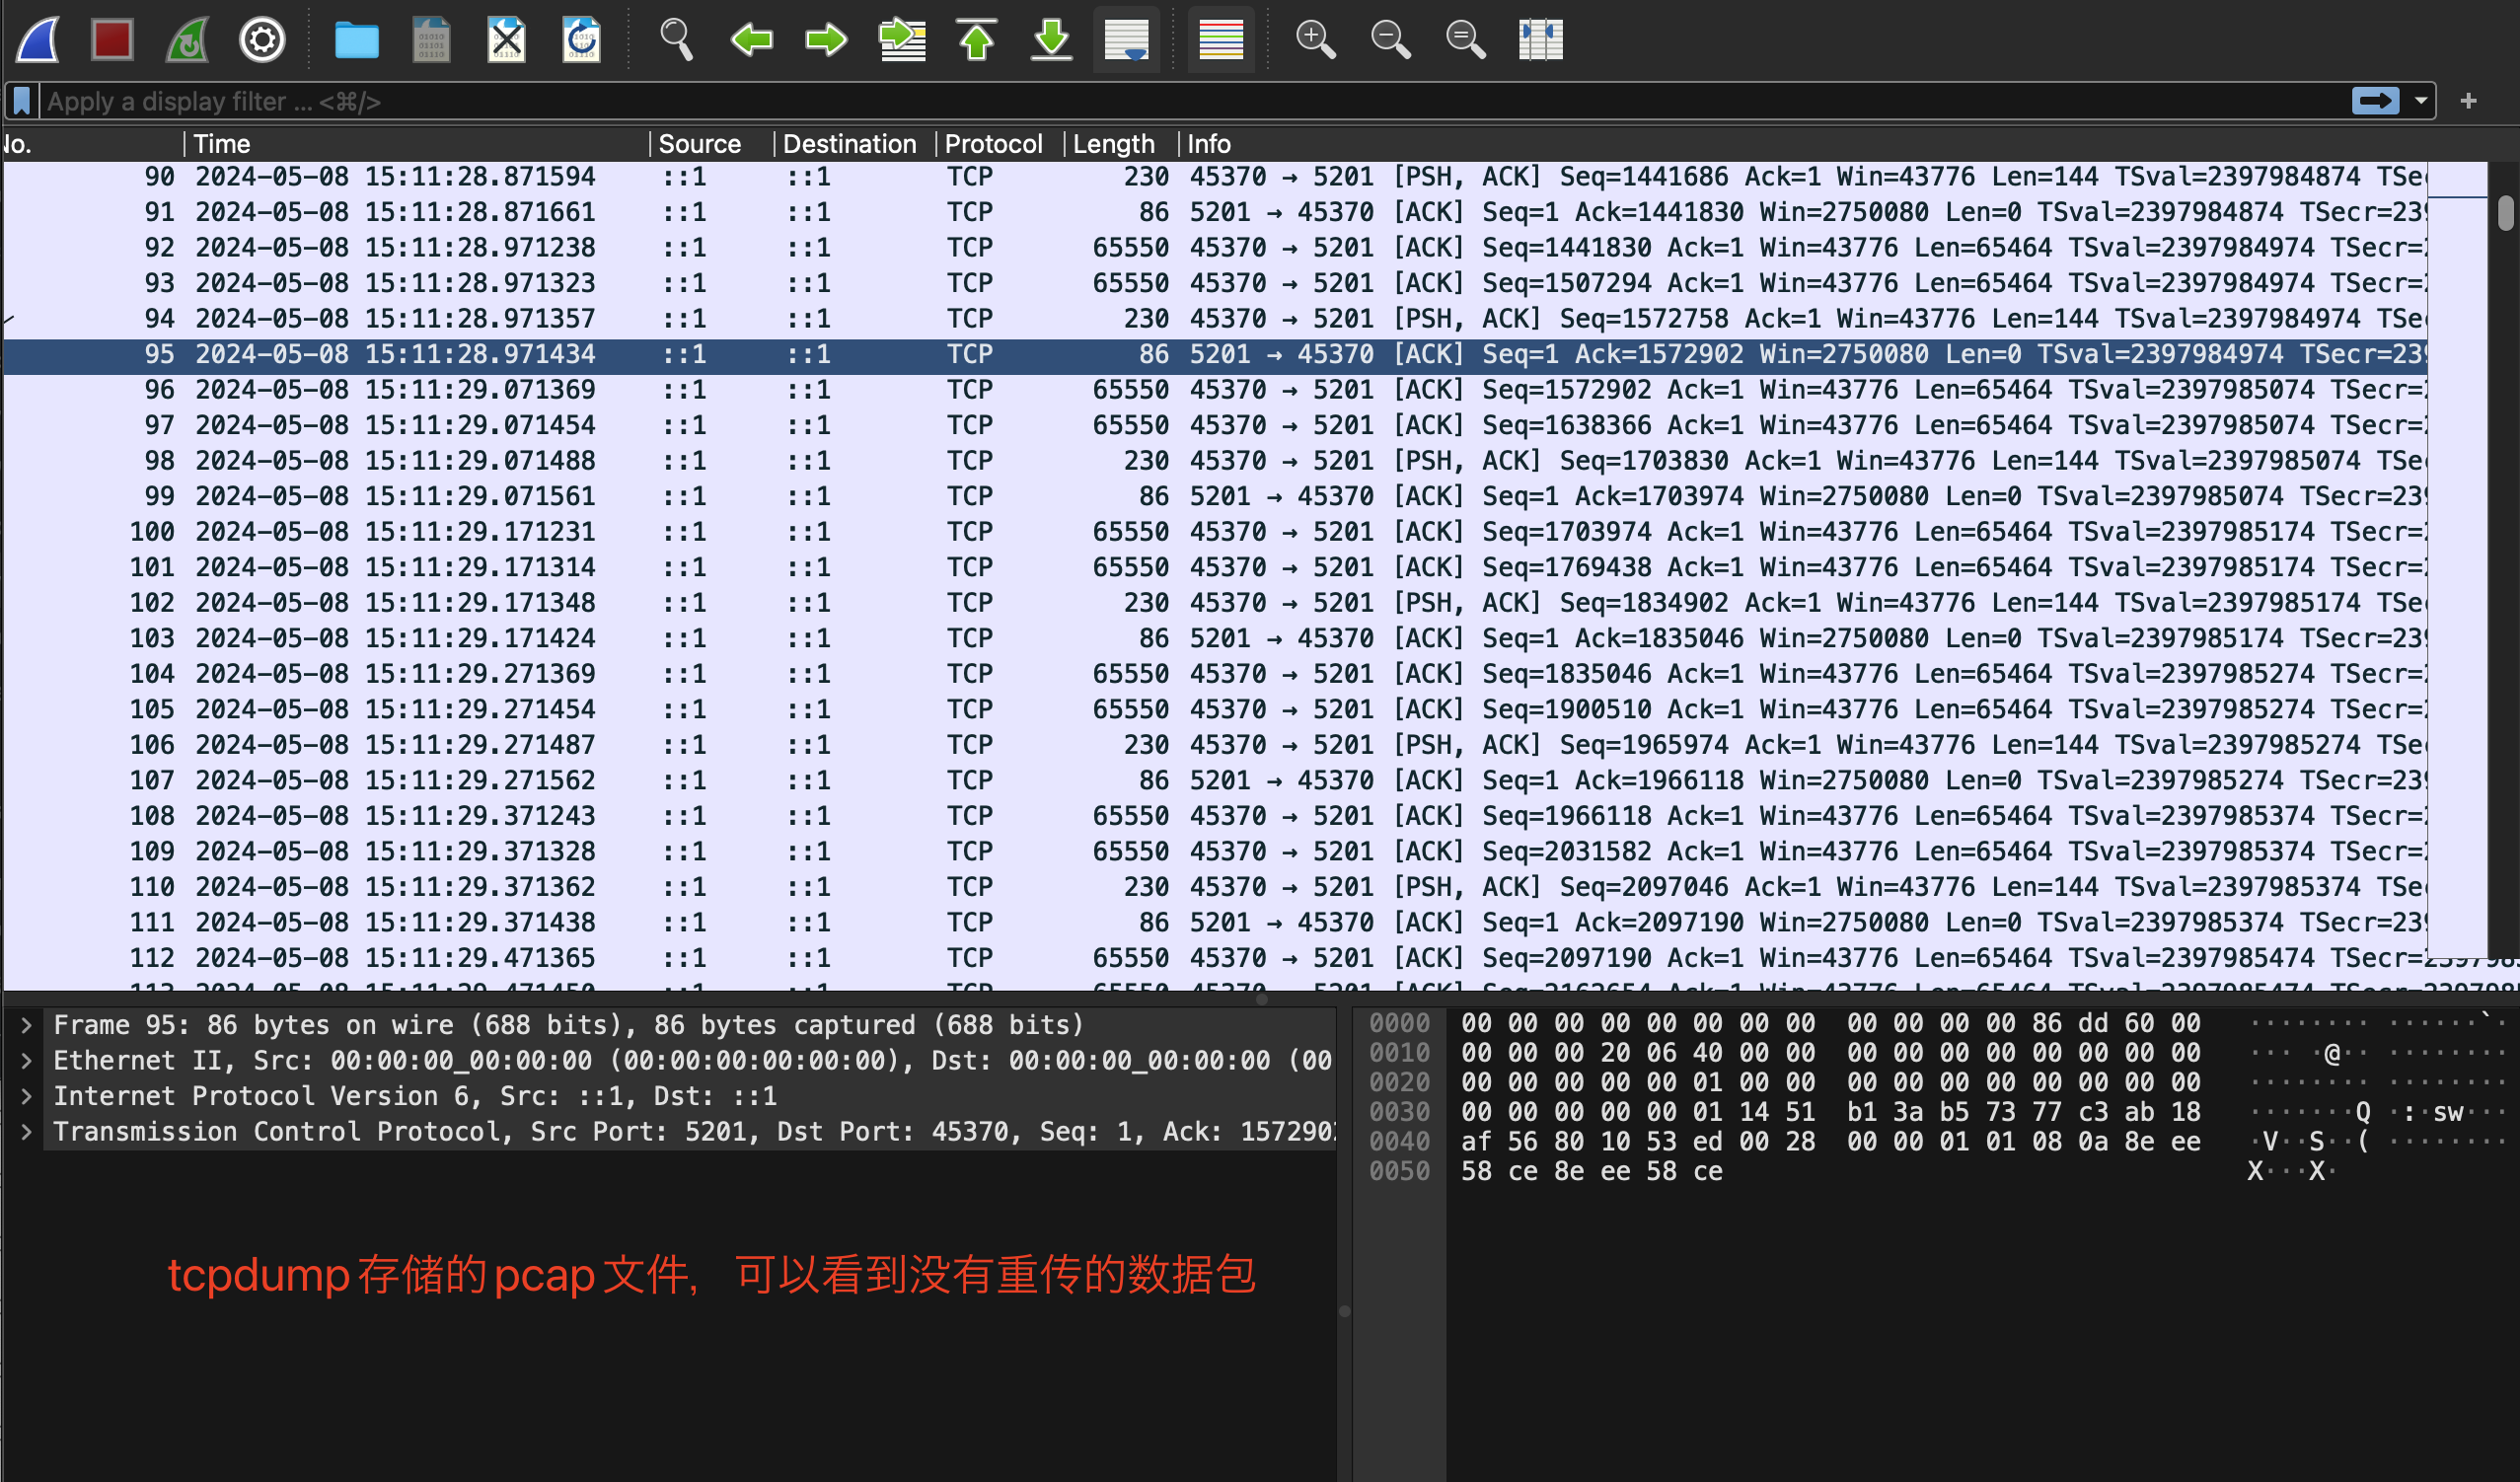 Apply a display filter … <⌘/>
No. Time Source Destination Protocol Length Info
90 2024-05-08 15:11:28.871594 ::1 ::1 TCP 230 45370 → 5201 [PSH, ACK] Seq=1441686 Ack=1 Win=43776 Len=144 TSval=2397984874 TSe
91 2024-05-08 15:11:28.871661 ::1 ::1 TCP 86 5201 → 45370 [ACK] Seq=1 Ack=1441830 Win=2750080 Len=0 TSval=2397984874 TSecr=239
92 2024-05-08 15:11:28.971238 ::1 ::1 TCP 65550 45370 → 5201 [ACK] Seq=1441830 Ack=1 Win=43776 Len=65464 TSval=2397984974 TSecr=2
93 2024-05-08 15:11:28.971323 ::1 ::1 TCP 65550 45370 → 5201 [ACK] Seq=1507294 Ack=1 Win=43776 Len=65464 TSval=2397984974 TSecr=2
94 2024-05-08 15:11:28.971357 ::1 ::1 TCP 230 45370 → 5201 [PSH, ACK] Seq=1572758 Ack=1 Win=43776 Len=144 TSval=2397984974 TSe
95 2024-05-08 15:11:28.971434 ::1 ::1 TCP 86 5201 → 45370 [ACK] Seq=1 Ack=1572902 Win=2750080 Len=0 TSval=2397984974 TSecr=239
96 2024-05-08 15:11:29.071369 ::1 ::1 TCP 65550 45370 → 5201 [ACK] Seq=1572902 Ack=1 Win=43776 Len=65464 TSval=2397985074 TSecr=2
97 2024-05-08 15:11:29.071454 ::1 ::1 TCP 65550 45370 → 5201 [ACK] Seq=1638366 Ack=1 Win=43776 Len=65464 TSval=2397985074 TSecr=2
98 2024-05-08 15:11:29.071488 ::1 ::1 TCP 230 45370 → 5201 [PSH, ACK] Seq=1703830 Ack=1 Win=43776 Len=144 TSval=2397985074 TSe
99 2024-05-08 15:11:29.071561 ::1 ::1 TCP 86 5201 → 45370 [ACK] Seq=1 Ack=1703974 Win=2750080 Len=0 TSval=2397985074 TSecr=239
100 2024-05-08 15:11:29.171231 ::1 ::1 TCP 65550 45370 → 5201 [ACK] Seq=1703974 Ack=1 Win=43776 Len=65464 TSval=2397985174 TSecr=2
101 2024-05-08 15:11:29.171314 ::1 ::1 TCP 65550 45370 → 5201 [ACK] Seq=1769438 Ack=1 Win=43776 Len=65464 TSval=2397985174 TSecr=2
102 2024-05-08 15:11:29.171348 ::1 ::1 TCP 230 45370 → 5201 [PSH, ACK] Seq=1834902 Ack=1 Win=43776 Len=144 TSval=2397985174 TSe
103 2024-05-08 15:11:29.171424 ::1 ::1 TCP 86 5201 → 45370 [ACK] Seq=1 Ack=1835046 Win=2750080 Len=0 TSval=2397985174 TSecr=239
104 2024-05-08 15:11:29.271369 ::1 ::1 TCP 65550 45370 → 5201 [ACK] Seq=1835046 Ack=1 Win=43776 Len=65464 TSval=2397985274 TSecr=2
105 2024-05-08 15:11:29.271454 ::1 ::1 TCP 65550 45370 → 5201 [ACK] Seq=1900510 Ack=1 Win=43776 Len=65464 TSval=2397985274 TSecr=2
106 2024-05-08 15:11:29.271487 ::1 ::1 TCP 230 45370 → 5201 [PSH, ACK] Seq=1965974 Ack=1 Win=43776 Len=144 TSval=2397985274 TSe
107 2024-05-08 15:11:29.271562 ::1 ::1 TCP 86 5201 → 45370 [ACK] Seq=1 Ack=1966118 Win=2750080 Len=0 TSval=2397985274 TSecr=239
108 2024-05-08 15:11:29.371243 ::1 ::1 TCP 65550 45370 → 5201 [ACK] Seq=1966118 Ack=1 Win=43776 Len=65464 TSval=2397985374 TSecr=2
109 2024-05-08 15:11:29.371328 ::1 ::1 TCP 65550 45370 → 5201 [ACK] Seq=2031582 Ack=1 Win=43776 Len=65464 TSval=2397985374 TSecr=2
110 2024-05-08 15:11:29.371362 ::1 ::1 TCP 230 45370 → 5201 [PSH, ACK] Seq=2097046 Ack=1 Win=43776 Len=144 TSval=2397985374 TSe
111 2024-05-08 15:11:29.371438 ::1 ::1 TCP 86 5201 → 45370 [ACK] Seq=1 Ack=2097190 Win=2750080 Len=0 TSval=2397985374 TSecr=239
112 2024-05-08 15:11:29.471365 ::1 ::1 TCP 65550 45370 → 5201 [ACK] Seq=2097190 Ack=1 Win=43776 Len=65464 TSval=2397985474 TSecr=
Frame 95: 86 bytes on wire (688 bits), 86 bytes captured (688 bits)
Ethernet II, Src: 00:00:00_00:00:00 (00:00:00:00:00:00), Dst: 00:00:00_00:00:00 (00
Internet Protocol Version 6, Src: ::1, Dst: ::1
Transmission Control Protocol, Src Port: 5201, Dst Port: 45370, Seq: 1, Ack: 1572902
0000 00 00 00 00 00 00 00 00 00 00 00 00 86 dd 60 00 ········ ······`·
0010 00 00 00 20 06 40 00 00 00 00 00 00 00 00 00 00 ··· ·@·· ········
0020 00 00 00 00 00 01 00 00 00 00 00 00 00 00 00 00 ········ ········
0030 00 00 00 00 00 01 14 51 b1 3a b5 73 77 c3 ab 18 ·······Q ·:·sw···
0040 af 56 80 10 53 ed 00 28 00 00 01 01 08 0a 8e ee ·V··S··( ········
0050 58 ce 8e ee 58 ce X···X·
tcpdump存储的pcap文件, 可以看到没有重传的数据包